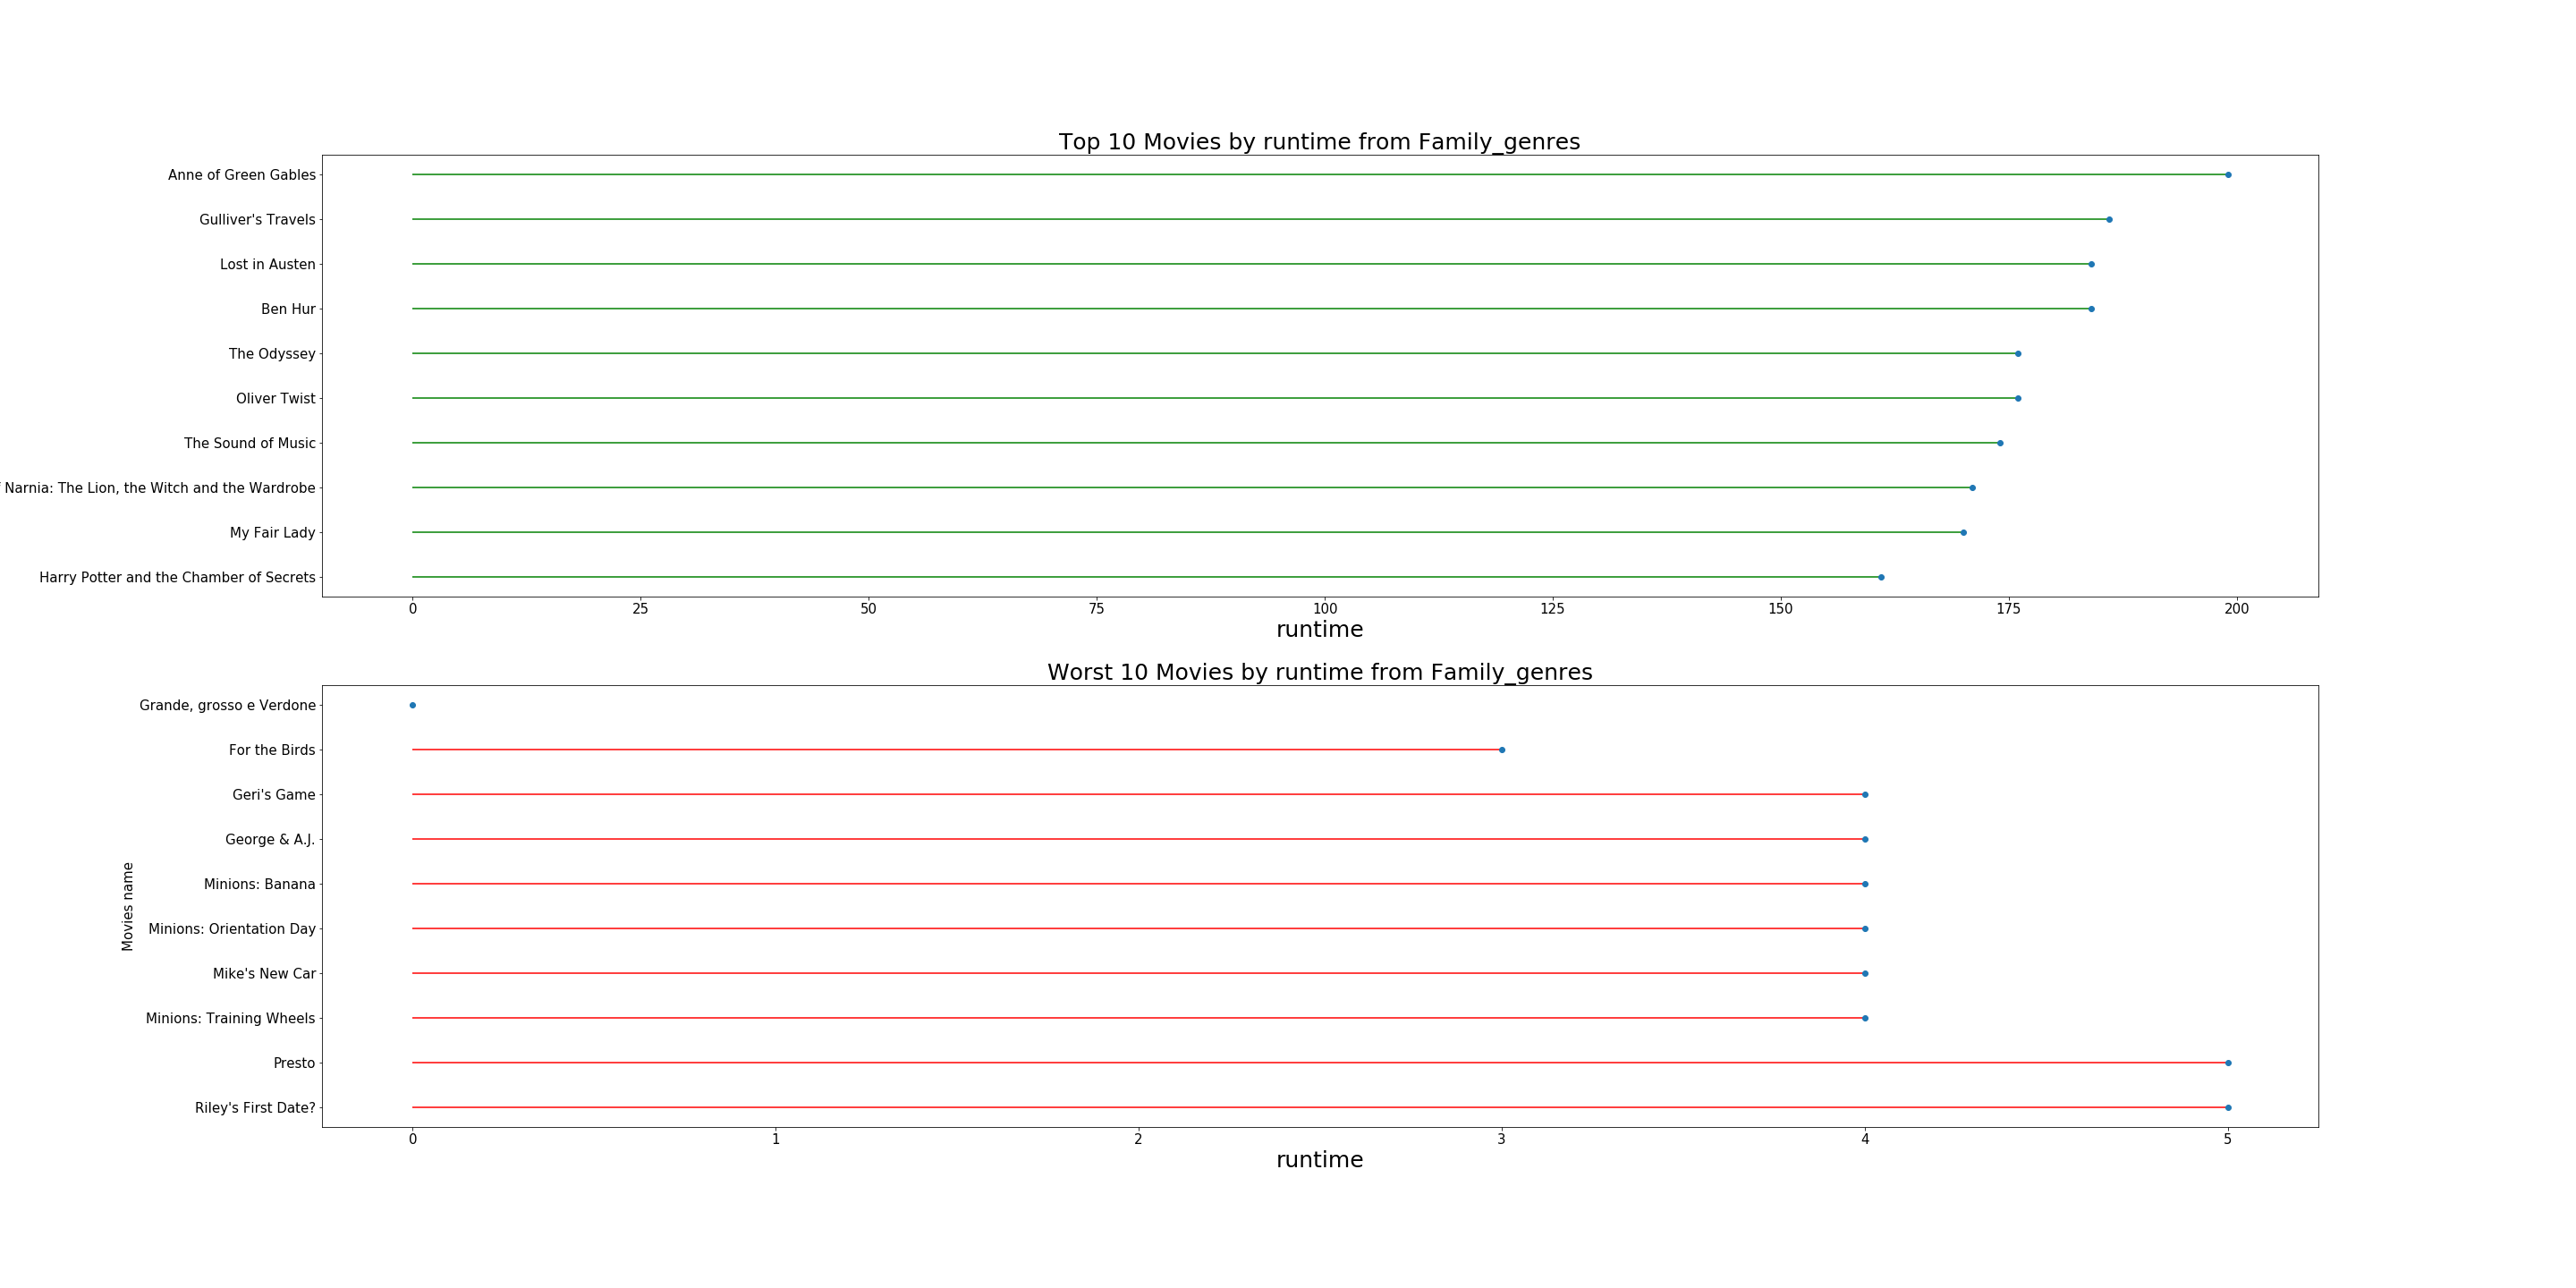 Top 10 Movies by runtime from Family_genres
Anne of Green Gables
Gulliver's Travels
Lost in Austen
Ben Hur
The Odyssey
Oliver Twist
The Sound of Music
Narnia: The Lion, the Witch and the Wardrobe
My Fair Lady
Harry Potter and the Chamber of Secrets
0 25 50 75 100 125 150 175 200
runtime
Worst 10 Movies by runtime from Family_genres
Movies name
Grande, grosso e Verdone
For the Birds
Geri's Game
George & A.J.
Minions: Banana
Minions: Orientation Day
Mike's New Car
Minions: Training Wheels
Presto
Riley's First Date?
0 1 2 3 4 5
runtime